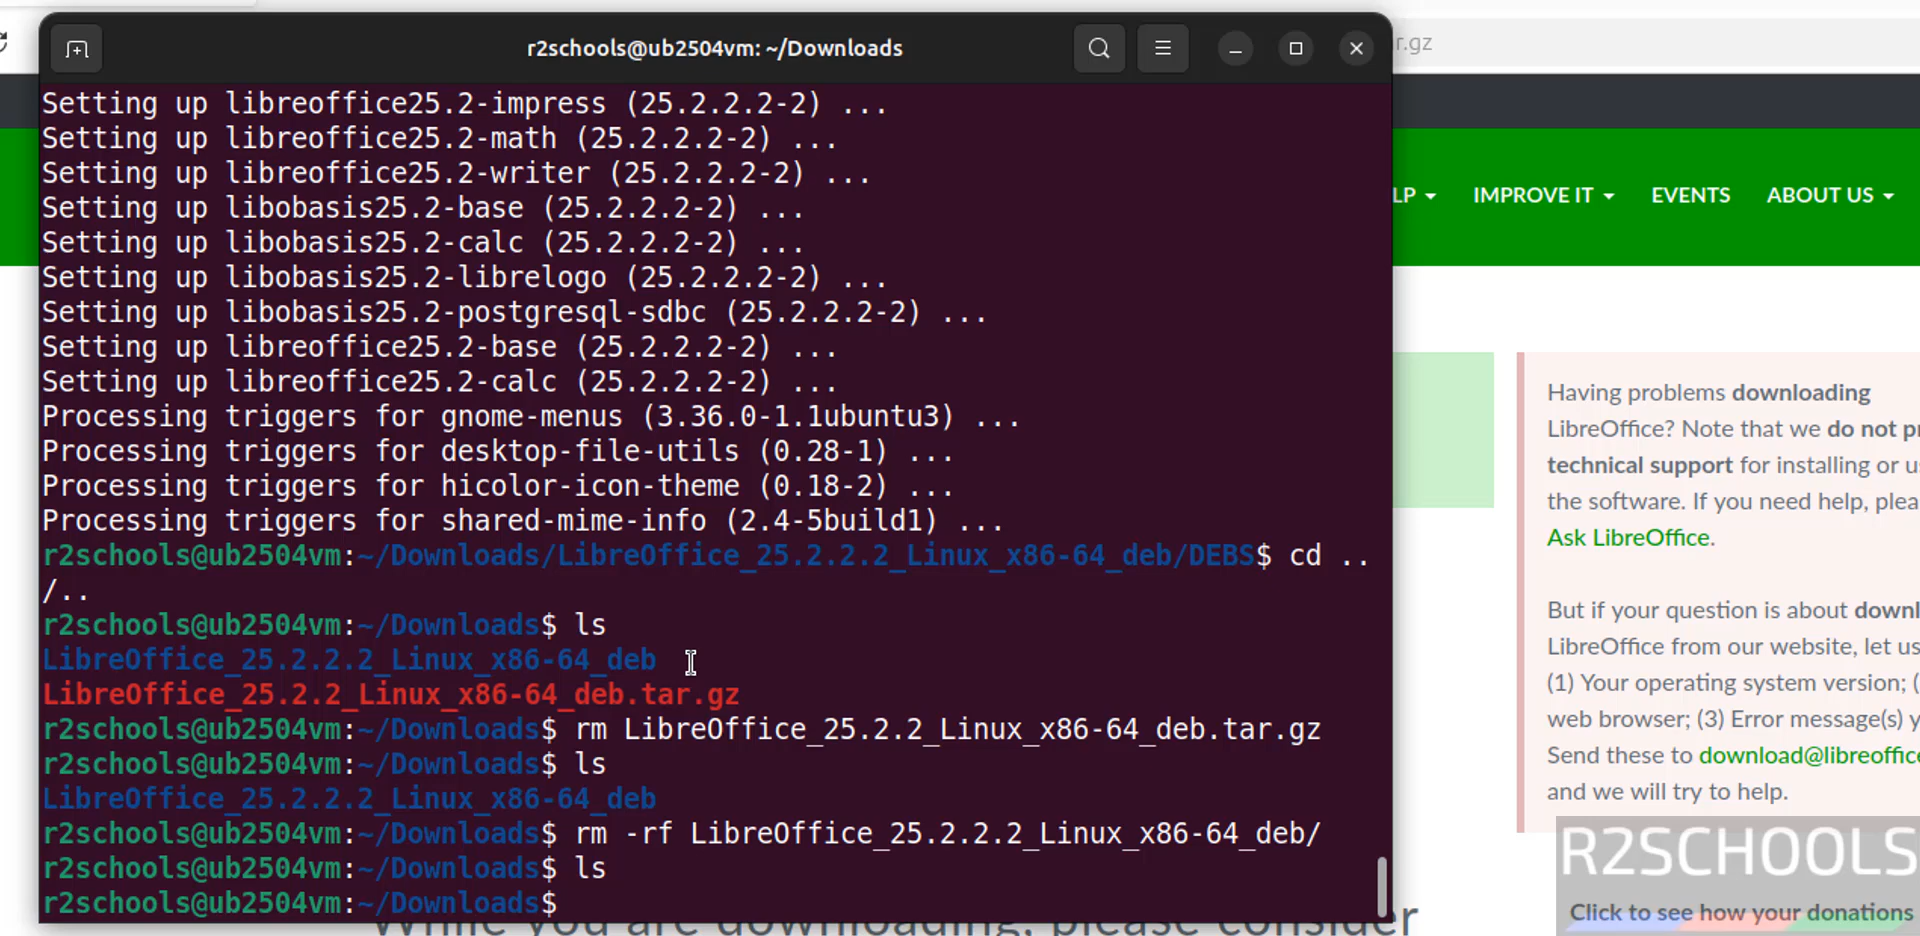 r.gz
r2schools@ub2504vm: ~/Downloads
Setting up libreoffice25.2-impress (25.2.2.2-2) ...
Setting up libreoffice25.2-math (25.2.2.2-2) ...
Setting up libreoffice25.2-writer (25.2.2.2-2) ...
Setting up libobasis25.2-base (25.2.2.2-2) ...
Setting up libobasis25.2-calc (25.2.2.2-2) ...
Setting up libobasis25.2-librelogo (25.2.2.2-2) ...
Setting up libobasis25.2-postgresql-sdbc (25.2.2.2-2) ...
Setting up libreoffice25.2-base (25.2.2.2-2) ...
Setting up libreoffice25.2-calc (25.2.2.2-2) ...
Processing triggers for gnome-menus (3.36.0-1.1ubuntu3) ...
Processing triggers for desktop-file-utils (0.28-1) ...
Processing triggers for hicolor-icon-theme (0.18-2) ...
Processing triggers for shared-mime-info (2.4-5build1) ...
r2schools@ub2504vm:~/Downloads/LibreOffice_25.2.2.2_Linux_x86-64_deb/DEBS$ cd ..
/..
r2schools@ub2504vm:~/Downloads$ ls
LibreOffice_25.2.2.2_Linux_x86-64_deb
LibreOffice_25.2.2_Linux_x86-64_deb.tar.gz
r2schools@ub2504vm:~/Downloads$ rm LibreOffice_25.2.2_Linux_x86-64_deb.tar.gz
r2schools@ub2504vm:~/Downloads$ ls
LibreOffice_25.2.2.2_Linux_x86-64_deb
r2schools@ub2504vm:~/Downloads$ rm -rf LibreOffice_25.2.2.2_Linux_x86-64_deb/
r2schools@ub2504vm:~/Downloads$ ls
r2schools@ub2504vm:~/Downloads$
LP IMPROVE IT EVENTS ABOUT US
Having problems downloading
LibreOffice? Note that we do not p
technical support for installing or u
the software. If you need help, plea
Ask LibreOffice.
But if your question is about downl
LibreOffice from our website, let us
(1) Your operating system version; (
web browser; (3) Error message(s) y
Send these to download@libreoffice
and we will try to help.
R2SCHOOLS
Click to see how your donations
While you are downloading, please consider